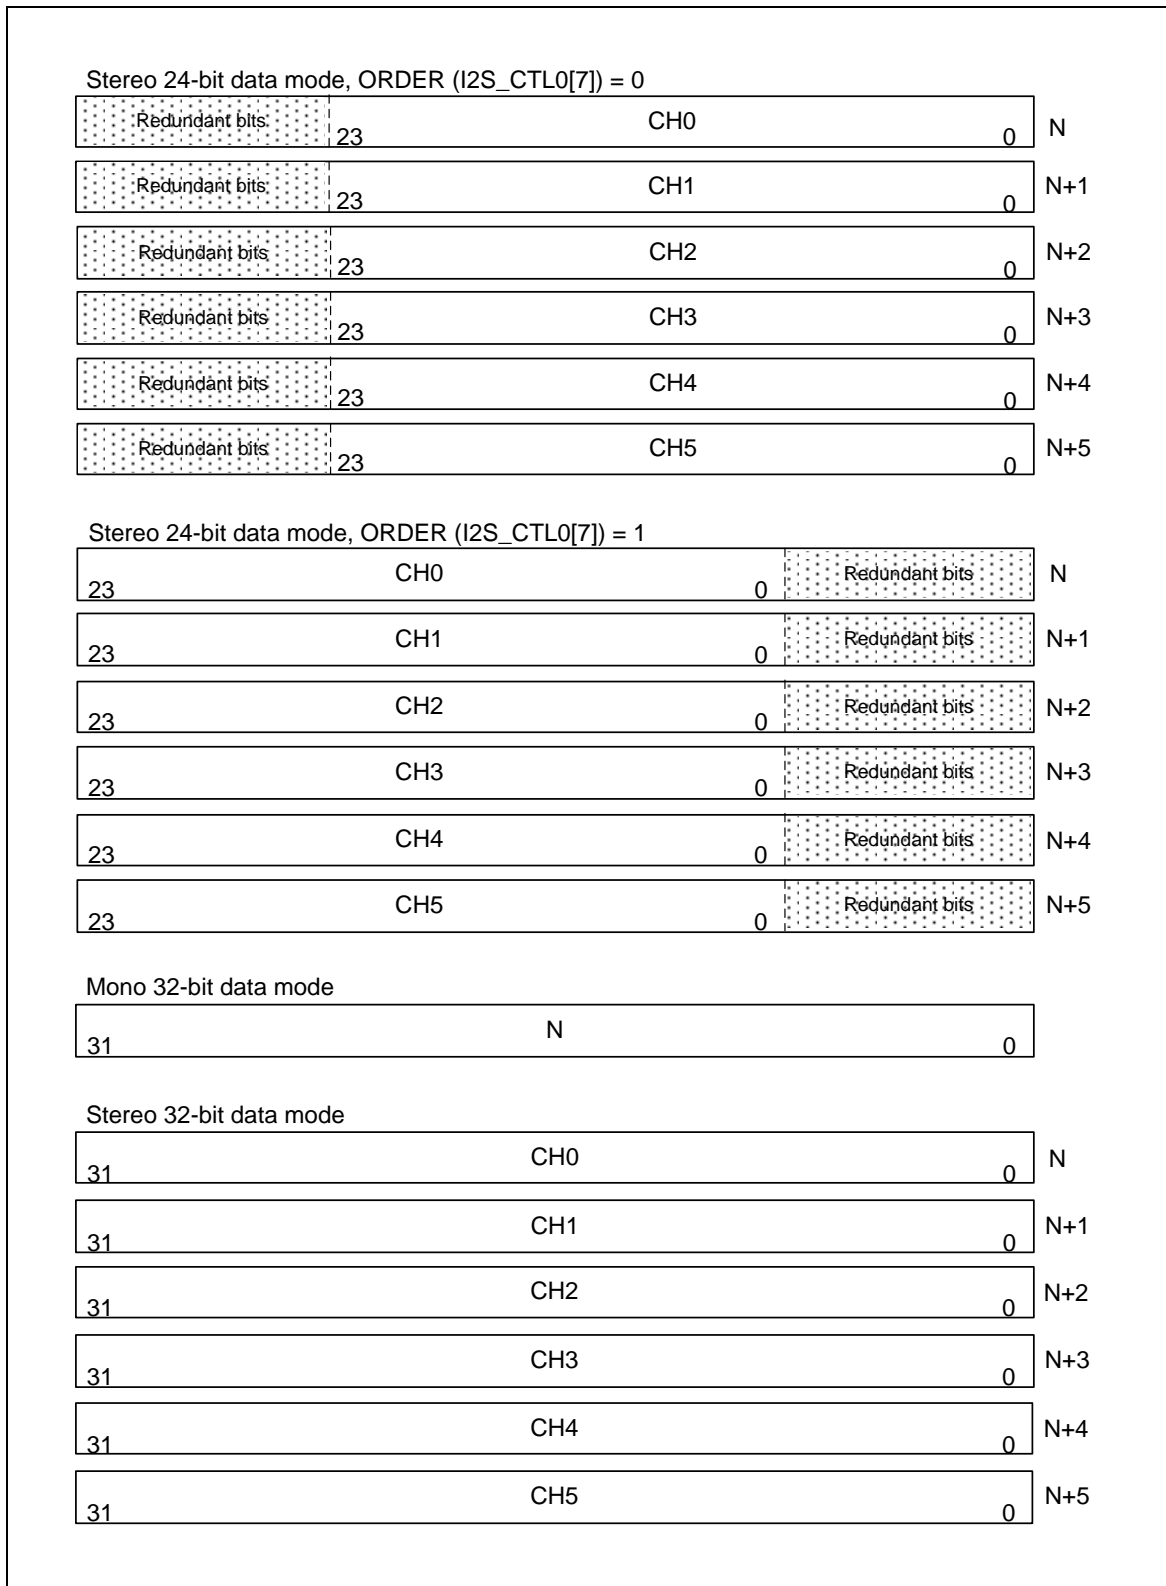 Stereo 24-bit data mode, ORDER (I2S_CTL0[7]) = 0
Redundant bits 23 CH0 0 N
Redundant bits 23 CH1 0 N+1
Redundant bits 23 CH2 0 N+2
Redundant bits 23 CH3 0 N+3
Redundant bits 23 CH4 0 N+4
Redundant bits 23 CH5 0 N+5
Stereo 24-bit data mode, ORDER (I2S_CTL0[7]) = 1
23 CH0 0 Redundant bits N
23 CH1 0 Redundant bits N+1
23 CH2 0 Redundant bits N+2
23 CH3 0 Redundant bits N+3
23 CH4 0 Redundant bits N+4
23 CH5 0 Redundant bits N+5
Mono 32-bit data mode
31 N 0
Stereo 32-bit data mode
31 CH0 0 N
31 CH1 0 N+1
31 CH2 0 N+2
31 CH3 0 N+3
31 CH4 0 N+4
31 CH5 0 N+5